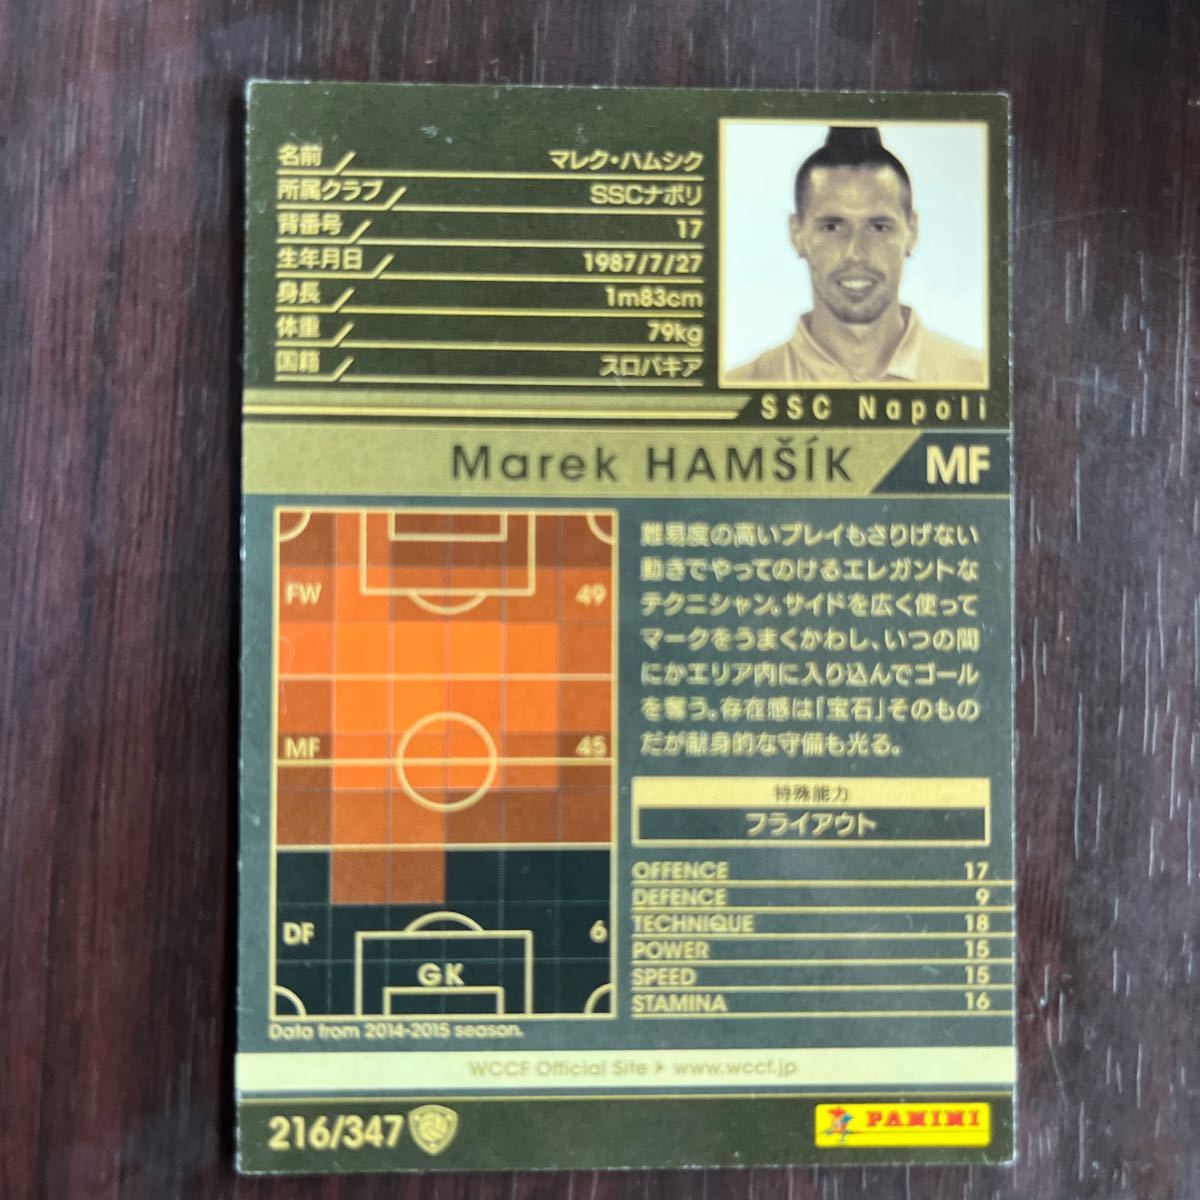 名前 マレク・ハムシク
所属クラブ SSCナポリ
背番号 17
生年月日 1987/7/27
身長 1m83cm
体重 79kg
国籍 スロバキア
SSC Napoli
Marek HAMŠÍK MF
FW 49
MF 45
DF 6
GK
Data from 2014-2015 season.
難易度の高いプレイもさりげない
動きでやってのけるエレガントな
テクニシャン。サイドを広く使って
マークをうまくかわし、いつの間
にかエリア内に入り込んでゴール
を奪う。存在感は「宝石」そのもの
だが献身的な守備も光る。
特殊能力
フライアウト
OFFENCE 17
DEFENCE 9
TECHNIQUE 18
POWER 15
SPEED 15
STAMINA 16
WCCF Official Site ▶ www.wccf.jp
216/347
PANINI